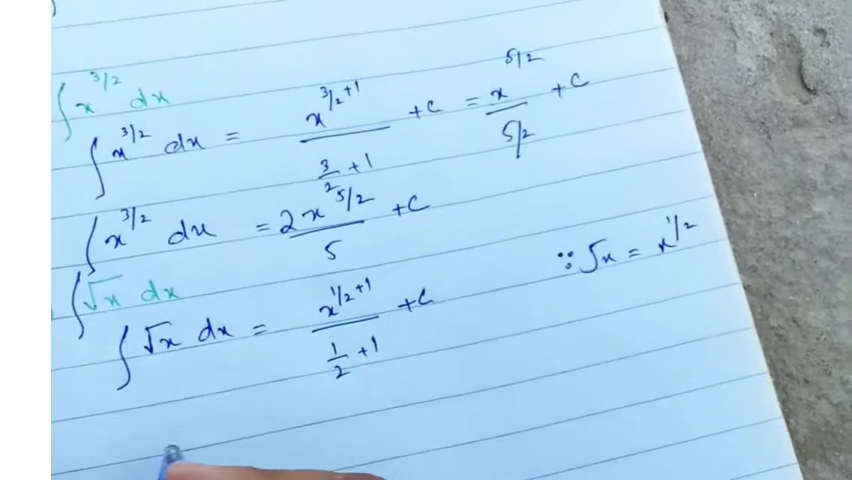 ∫ x^{3/2} dx
∫ x^{3/2} dx = x^{3/2+1} / (3/2 + 1) + c = x^{5/2} / (5/2) + c
∫ x^{3/2} dx = 2x^{5/2} / 5 + c
∫ √x dx
∵ √x = x^{1/2}
∫ √x dx = x^{1/2+1} / (1/2 + 1) + c